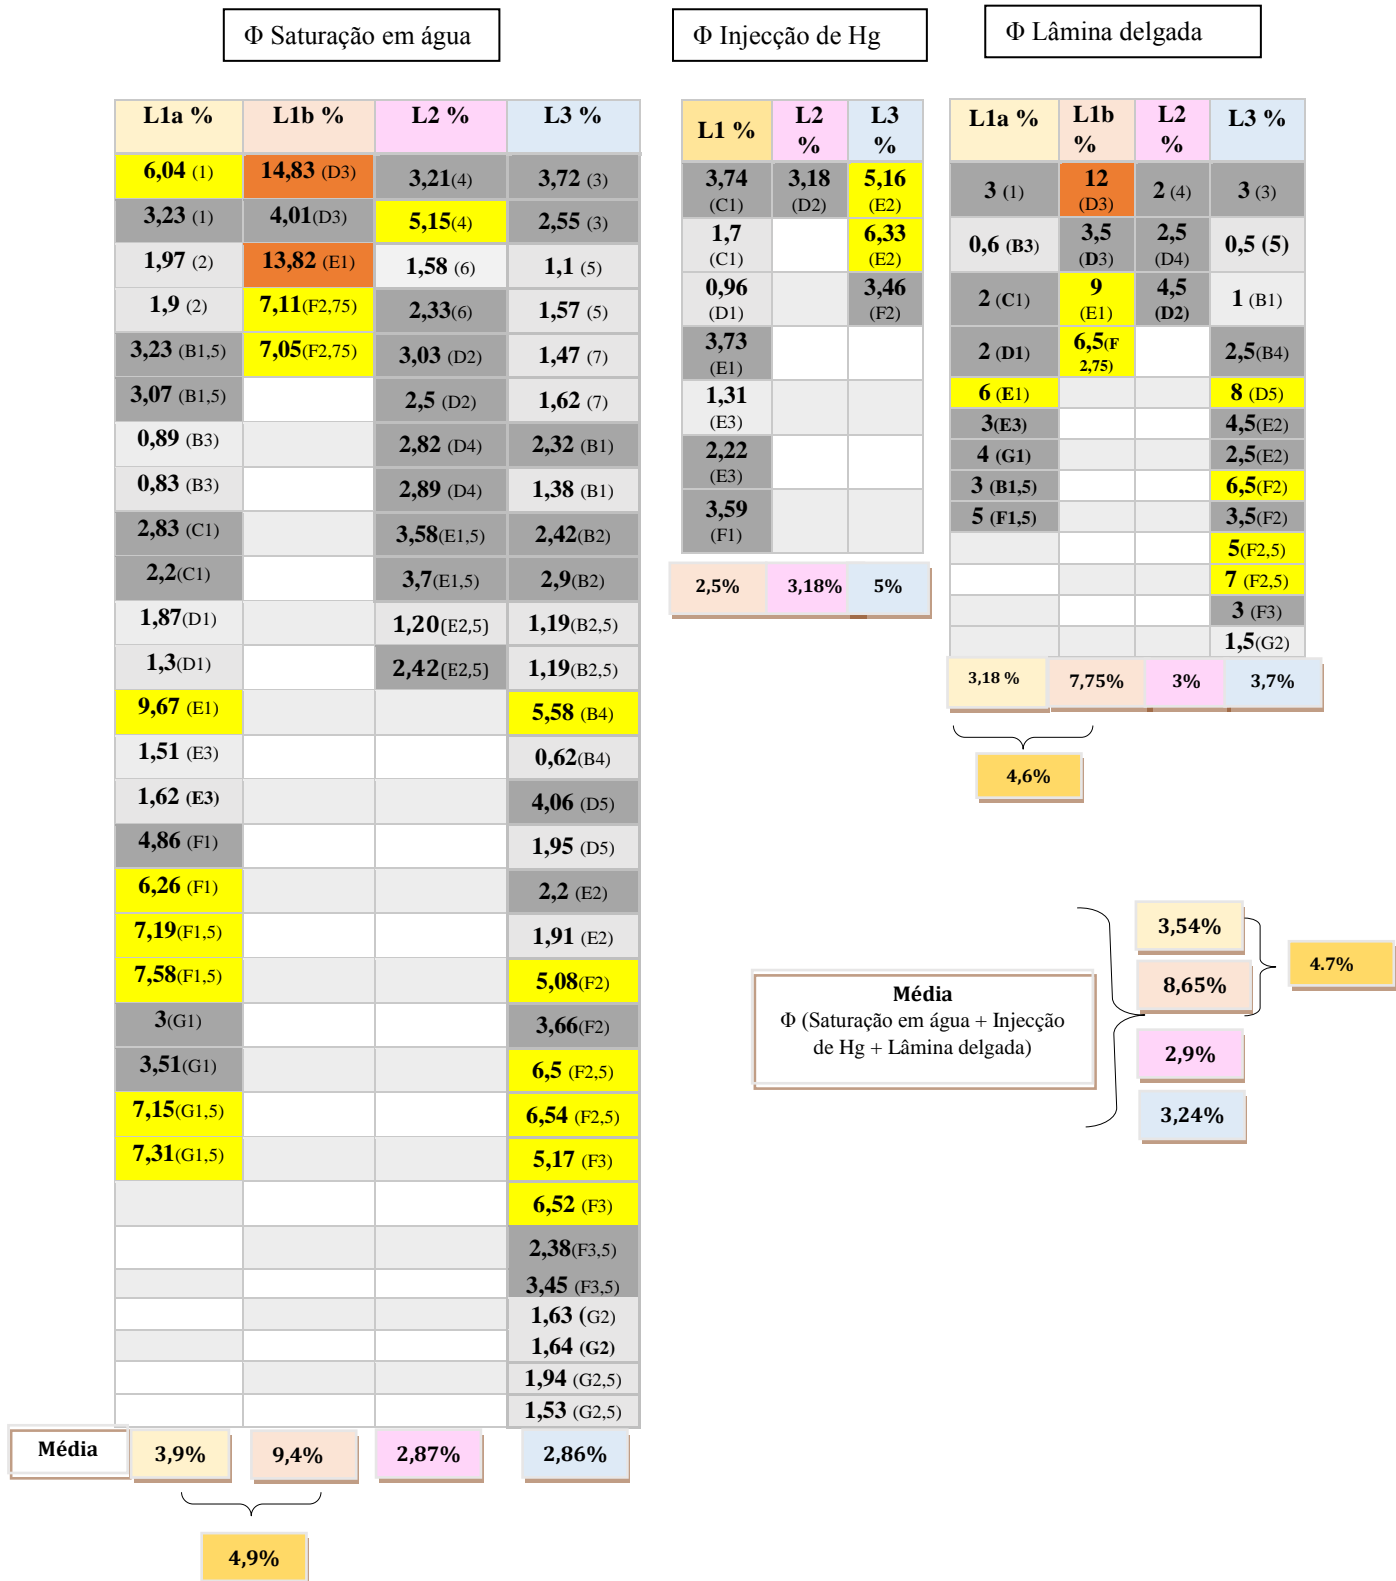 Φ Saturação em água
Φ Injecção de Hg
Φ Lâmina delgada
L1a % L1b % L2 % L3 %
6,04 (1) 14,83 (D3) 3,21(4) 3,72 (3)
3,23 (1) 4,01(D3) 5,15(4) 2,55 (3)
1,97 (2) 13,82 (E1) 1,58 (6) 1,1 (5)
1,9 (2) 7,11(F2,75) 2,33(6) 1,57 (5)
3,23 (B1,5) 7,05(F2,75) 3,03 (D2) 1,47 (7)
3,07 (B1,5) 2,5 (D2) 1,62 (7)
0,89 (B3) 2,82 (D4) 2,32 (B1)
0,83 (B3) 2,89 (D4) 1,38 (B1)
2,83 (C1) 3,58(E1,5) 2,42(B2)
2,2(C1) 3,7(E1,5) 2,9(B2)
1,87(D1) 1,20(E2,5) 1,19(B2,5)
1,3(D1) 2,42(E2,5) 1,19(B2,5)
9,67 (E1) 5,58 (B4)
1,51 (E3) 0,62(B4)
1,62 (E3) 4,06 (D5)
4,86 (F1) 1,95 (D5)
6,26 (F1) 2,2 (E2)
7,19(F1,5) 1,91 (E2)
7,58(F1,5) 5,08(F2)
3(G1) 3,66(F2)
3,51(G1) 6,5 (F2,5)
7,15(G1,5) 6,54 (F2,5)
7,31(G1,5) 5,17 (F3)
6,52 (F3)
2,38(F3,5)
3,45 (F3,5)
1,63 (G2)
1,64 (G2)
1,94 (G2,5)
1,53 (G2,5)
Média 3,9% 9,4% 2,87% 2,86%
4,9%
L1 % L2 L3
% %
3,74 3,18 5,16
(C1) (D2) (E2)
1,7 6,33
(C1) (E2)
0,96 3,46
(D1) (F2)
3,73
(E1)
1,31
(E3)
2,22
(E3)
3,59
(F1)
2,5% 3,18% 5%
L1a % L1b L2 L3 %
% %
3 (1) 12 2 (4) 3 (3)
(D3)
0,6 (B3) 3,5 2,5 0,5 (5)
(D3) (D4)
2 (C1) 9 4,5 1 (B1)
(E1) (D2)
2 (D1) 6,5(F 2,5(B4)
2,75)
6 (E1) 8 (D5)
3(E3) 4,5(E2)
4 (G1) 2,5(E2)
3 (B1,5) 6,5(F2)
5 (F1,5) 3,5(F2)
5(F2,5)
7 (F2,5)
3 (F3)
1,5(G2)
3,18 % 7,75% 3% 3,7%
4,6%
Média
Φ (Saturação em água + Injecção
de Hg + Lâmina delgada)
3,54%
8,65%
4.7%
2,9%
3,24%